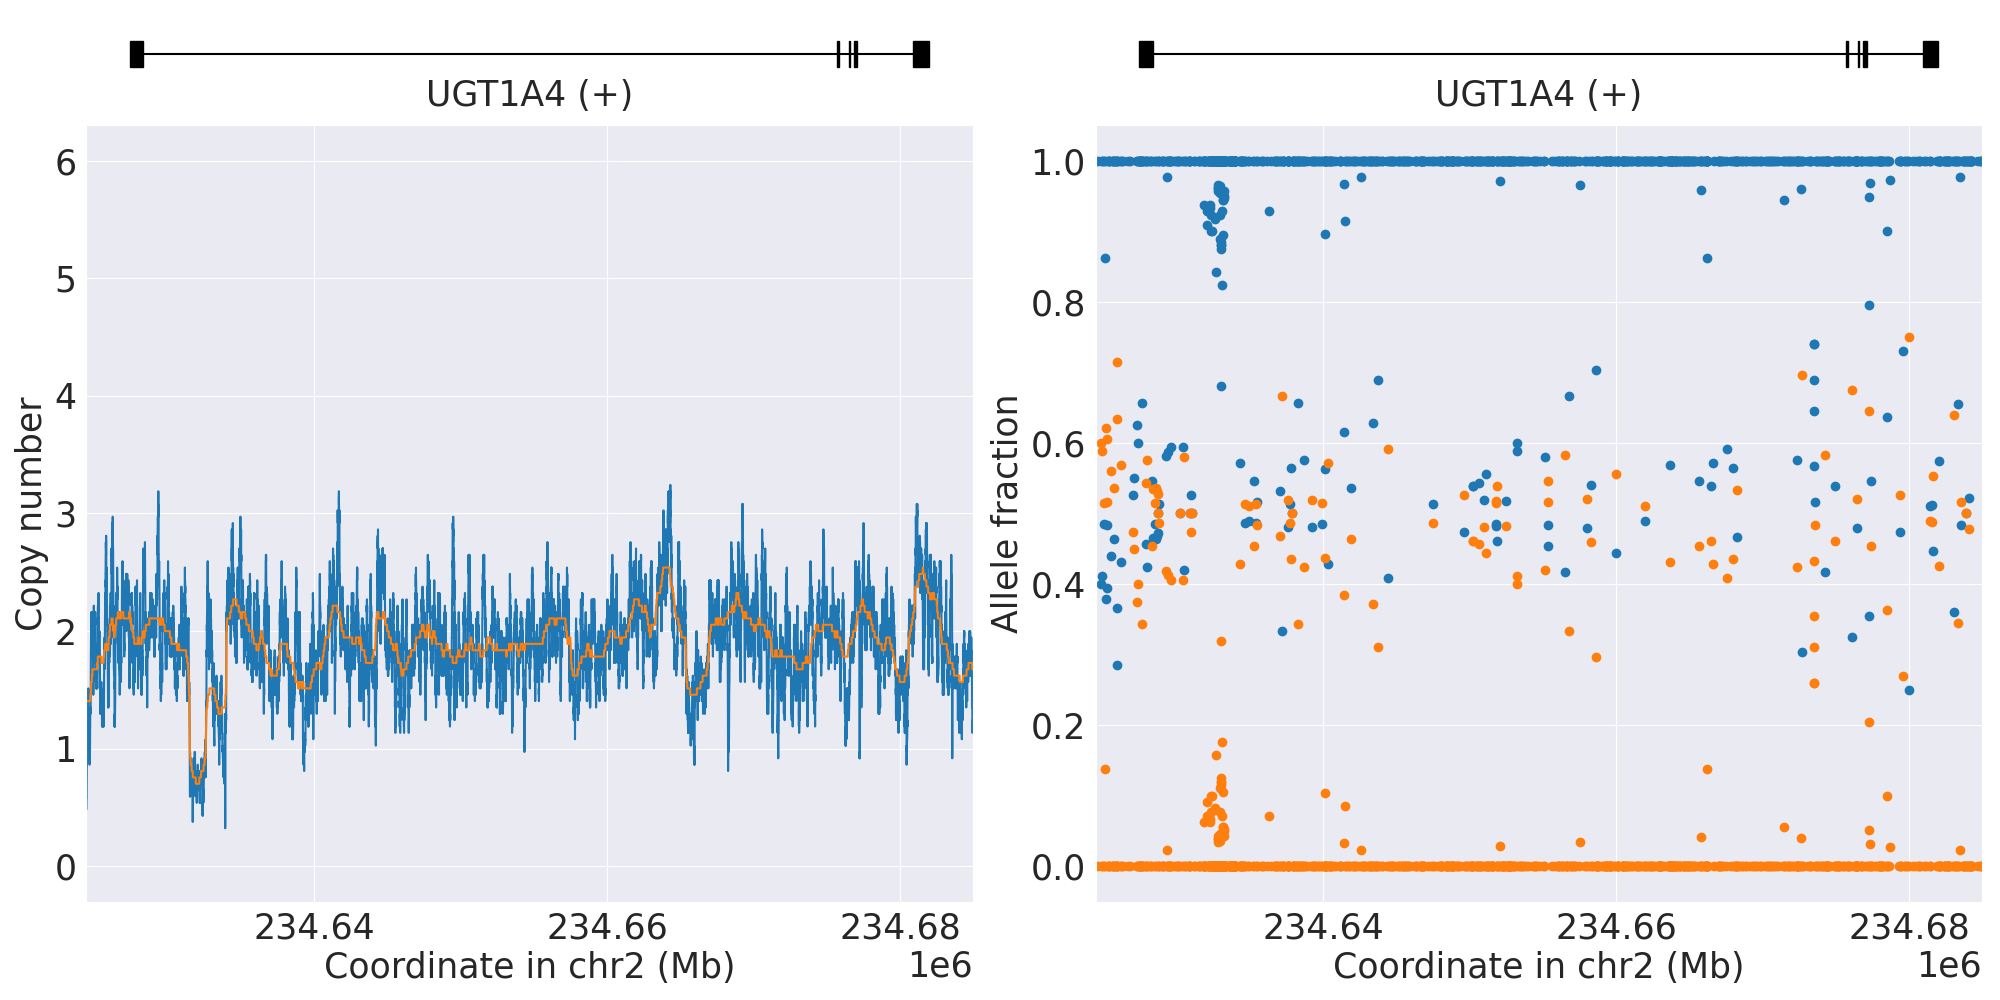 UGT1A4 (+)
6
5
4
3
2
1
0
Copy number
234.64 234.66 234.68
1e6
Coordinate in chr2 (Mb)
UGT1A4 (+)
1.0
0.8
0.6
0.4
0.2
0.0
Allele fraction
234.64 234.66 234.68
1e6
Coordinate in chr2 (Mb)